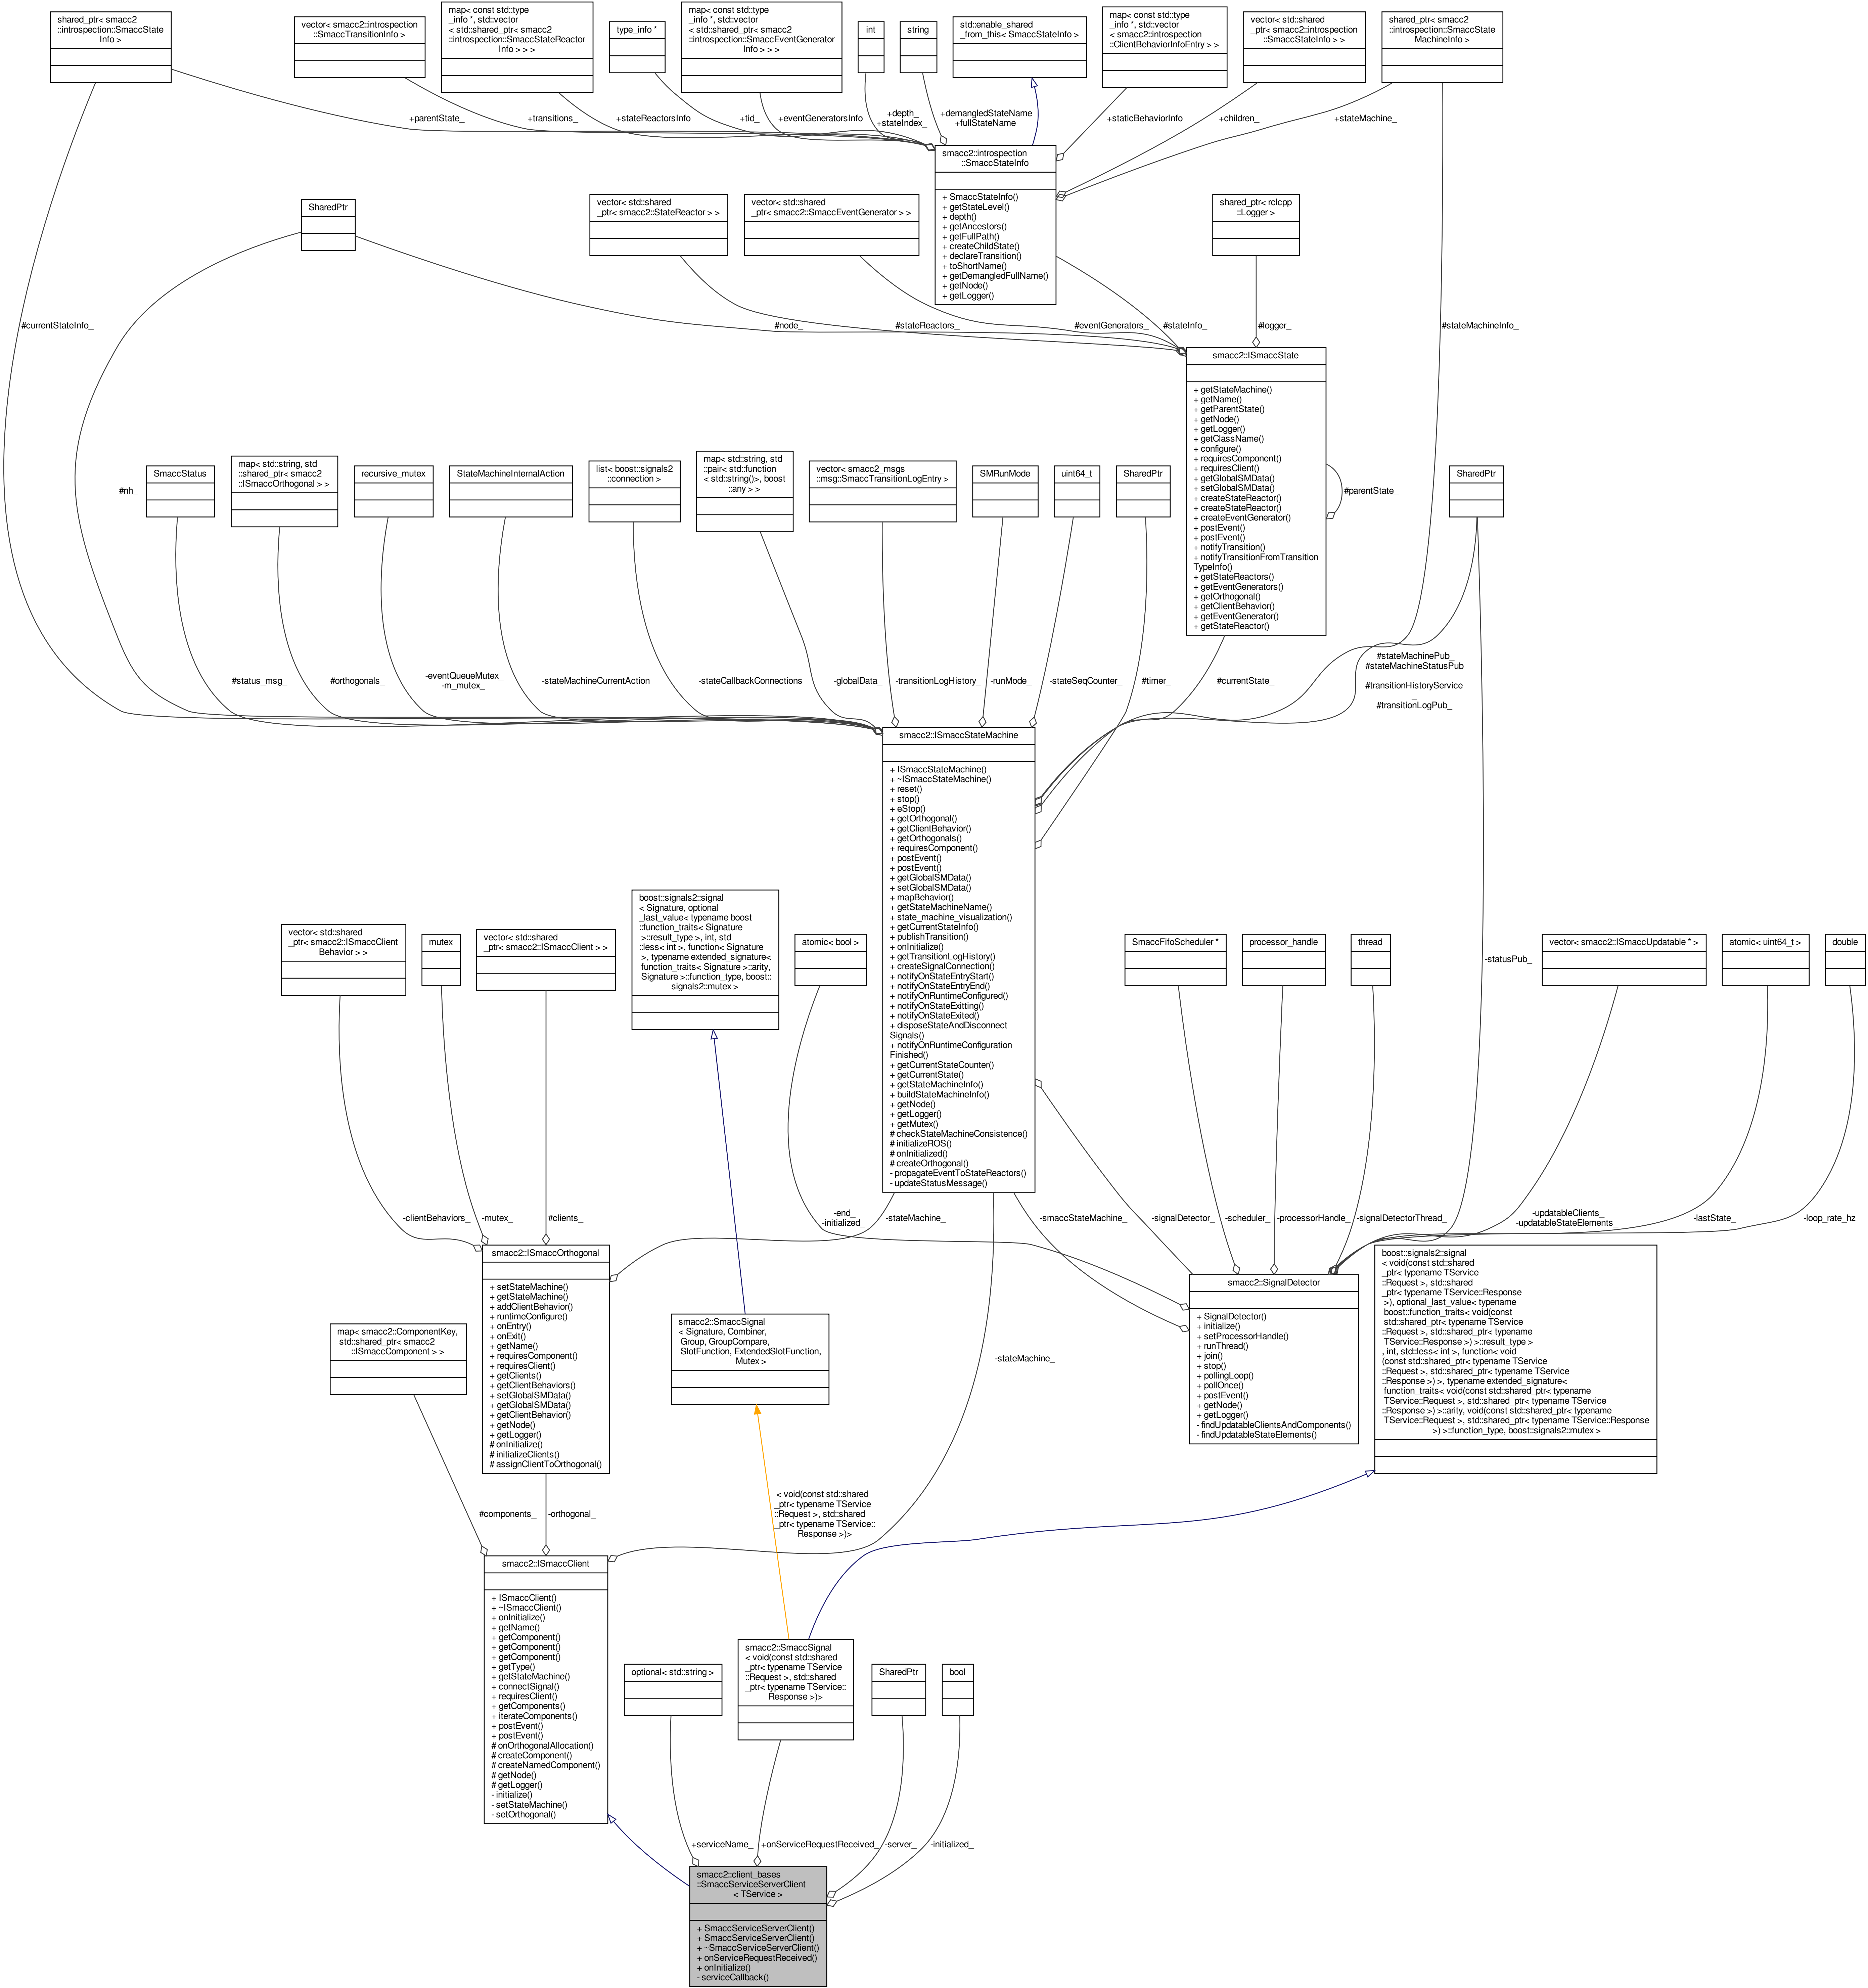 shared_ptr< smacc2
::introspection::SmaccState
Info >
vector< smacc2::introspection
::SmaccTransitionInfo >
map< const std::type
_info *, std::vector
< std::shared_ptr< smacc2
::introspection::SmaccStateReactor
Info > > >
type_info *
map< const std::type
_info *, std::vector
< std::shared_ptr< smacc2
::introspection::SmaccEventGenerator
Info > > >
int
string
std::enable_shared
_from_this< SmaccStateInfo >
map< const std::type
_info *, std::vector
< smacc2::introspection
::ClientBehaviorInfoEntry > >
vector< std::shared
_ptr< smacc2::introspection
::SmaccStateInfo > >
shared_ptr< smacc2
::introspection::SmaccState
MachineInfo >
+parentState_
+transitions_
+stateReactorsInfo
+tid_
+eventGeneratorsInfo
+depth_
+stateIndex_
+demangledStateName
+fullStateName
+staticBehaviorInfo
+children_
+stateMachine_
smacc2::introspection
::SmaccStateInfo
+ SmaccStateInfo()
+ getStateLevel()
+ depth()
+ getAncestors()
+ getFullPath()
+ createChildState()
+ declareTransition()
+ toShortName()
+ getDemangledFullName()
+ getNode()
+ getLogger()
SharedPtr
vector< std::shared
_ptr< smacc2::StateReactor > >
vector< std::shared
_ptr< smacc2::SmaccEventGenerator > >
shared_ptr< rclcpp
::Logger >
#currentStateInfo_
#node_
#stateReactors_
#eventGenerators_
#stateInfo_
#logger_
#stateMachineInfo_
smacc2::ISmaccState
+ getStateMachine()
+ getName()
+ getParentState()
+ getNode()
+ getLogger()
+ getClassName()
+ configure()
+ requiresComponent()
+ requiresClient()
+ getGlobalSMData()
+ setGlobalSMData()
+ createStateReactor()
+ createStateReactor()
+ createEventGenerator()
+ postEvent()
+ postEvent()
+ notifyTransition()
+ notifyTransitionFromTransition
TypeInfo()
+ getStateReactors()
+ getEventGenerators()
+ getOrthogonal()
+ getClientBehavior()
+ getEventGenerator()
+ getStateReactor()
#parentState_
#nh_
SmaccStatus
map< std::string, std
::shared_ptr< smacc2
::ISmaccOrthogonal > >
recursive_mutex
StateMachineInternalAction
list< boost::signals2
::connection >
map< std::string, std
::pair< std::function
< std::string()>, boost
::any > >
vector< smacc2_msgs
::msg::SmaccTransitionLogEntry >
SMRunMode
uint64_t
SharedPtr
SharedPtr
#status_msg_
#orthogonals_
-eventQueueMutex_
-m_mutex_
-stateMachineCurrentAction
-stateCallbackConnections
-globalData_
-transitionLogHistory_
-runMode_
-stateSeqCounter_
#timer_
#currentState_
#stateMachinePub_
#stateMachineStatusPub
_
#transitionHistoryService
_
#transitionLogPub_
smacc2::ISmaccStateMachine
+ ISmaccStateMachine()
+ ~ISmaccStateMachine()
+ reset()
+ stop()
+ eStop()
+ getOrthogonal()
+ getClientBehavior()
+ getOrthogonals()
+ requiresComponent()
+ postEvent()
+ postEvent()
+ getGlobalSMData()
+ setGlobalSMData()
+ mapBehavior()
+ getStateMachineName()
+ state_machine_visualization()
+ getCurrentStateInfo()
+ publishTransition()
+ onInitialize()
+ getTransitionLogHistory()
+ createSignalConnection()
+ notifyOnStateEntryStart()
+ notifyOnStateEntryEnd()
+ notifyOnRuntimeConfigured()
+ notifyOnStateExitting()
+ notifyOnStateExited()
+ disposeStateAndDisconnect
Signals()
+ notifyOnRuntimeConfiguration
Finished()
+ getCurrentStateCounter()
+ getCurrentState()
+ getStateMachineInfo()
+ buildStateMachineInfo()
+ getNode()
+ getLogger()
+ getMutex()
# checkStateMachineConsistence()
# initializeROS()
# onInitialized()
# createOrthogonal()
- propagateEventToStateReactors()
- updateStatusMessage()
vector< std::shared
_ptr< smacc2::ISmaccClient
Behavior > >
mutex
vector< std::shared
_ptr< smacc2::ISmaccClient > >
boost::signals2::signal
< Signature, optional
_last_value< typename boost
::function_traits< Signature
>::result_type >, int, std
::less< int >, function< Signature
>, typename extended_signature<
function_traits< Signature >::arity,
Signature >::function_type, boost::
signals2::mutex >
atomic< bool >
SmaccFifoScheduler *
processor_handle
thread
vector< smacc2::ISmaccUpdatable * >
atomic< uint64_t >
double
-statusPub_
-clientBehaviors_
-mutex_
#clients_
-stateMachine_
-end_
-initialized_
-smaccStateMachine_
-signalDetector_
-scheduler_
-processorHandle_
-signalDetectorThread_
-updatableClients_
-updatableStateElements_
-lastState_
-loop_rate_hz
smacc2::ISmaccOrthogonal
+ setStateMachine()
+ getStateMachine()
+ addClientBehavior()
+ runtimeConfigure()
+ onEntry()
+ onExit()
+ getName()
+ requiresComponent()
+ requiresClient()
+ getClients()
+ getClientBehaviors()
+ setGlobalSMData()
+ getGlobalSMData()
+ getClientBehavior()
+ getNode()
+ getLogger()
# onInitialize()
# initializeClients()
# assignClientToOrthogonal()
smacc2::SignalDetector
+ SignalDetector()
+ initialize()
+ setProcessorHandle()
+ runThread()
+ join()
+ stop()
+ pollingLoop()
+ pollOnce()
+ postEvent()
+ getNode()
+ getLogger()
- findUpdatableClientsAndComponents()
- findUpdatableStateElements()
boost::signals2::signal
< void(const std::shared
_ptr< typename TService
::Request >, std::shared
_ptr< typename TService::Response
>), optional_last_value< typename
boost::function_traits< void(const
std::shared_ptr< typename TService
::Request >, std::shared_ptr< typename
TService::Response >) >::result_type >
, int, std::less< int >, function< void
(const std::shared_ptr< typename TService
::Request >, std::shared_ptr< typename TService
::Response >) >, typename extended_signature<
function_traits< void(const std::shared_ptr< typename
TService::Request >, std::shared_ptr< typename TService
::Response >) >::arity, void(const std::shared_ptr< typename
TService::Request >, std::shared_ptr< typename TService::Response
>) >::function_type, boost::signals2::mutex >
map< smacc2::ComponentKey,
std::shared_ptr< smacc2
::ISmaccComponent > >
smacc2::SmaccSignal
< Signature, Combiner,
Group, GroupCompare,
SlotFunction, ExtendedSlotFunction,
Mutex >
-stateMachine_
#components_
-orthogonal_
< void(const std::shared
_ptr< typename TService
::Request >, std::shared
_ptr< typename TService::
Response >)>
smacc2::ISmaccClient
+ ISmaccClient()
+ ~ISmaccClient()
+ onInitialize()
+ getName()
+ getComponent()
+ getComponent()
+ getComponent()
+ getType()
+ getStateMachine()
+ connectSignal()
+ requiresClient()
+ getComponents()
+ iterateComponents()
+ postEvent()
+ postEvent()
# onOrthogonalAllocation()
# createComponent()
# createNamedComponent()
# getNode()
# getLogger()
- initialize()
- setStateMachine()
- setOrthogonal()
optional< std::string >
smacc2::SmaccSignal
< void(const std::shared
_ptr< typename TService
::Request >, std::shared
_ptr< typename TService::
Response >)>
SharedPtr
bool
+serviceName_
+onServiceRequestReceived_
-server_
-initialized_
smacc2::client_bases
::SmaccServiceServerClient
< TService >
+ SmaccServiceServerClient()
+ SmaccServiceServerClient()
+ ~SmaccServiceServerClient()
+ onServiceRequestReceived()
+ onInitialize()
- serviceCallback()